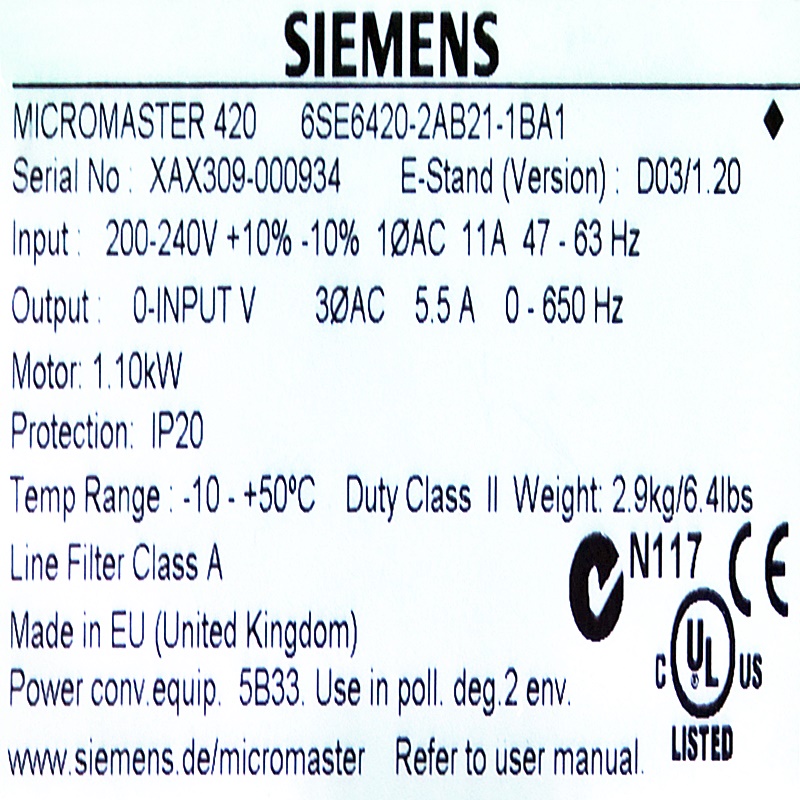 SIEMENS
MICROMASTER 420 6SE6420-2AB21-1BA1
Serial No : XAX309-000934 E-Stand (Version) : D03/1.20
Input : 200-240V +10% -10% 1ØAC 11A 47 - 63 Hz
Output : 0-INPUT V 3ØAC 5.5 A 0 - 650 Hz
Motor: 1.10kW
Protection: IP20
Temp Range : -10 - +50ºC Duty Class II Weight: 2.9kg/6.4lbs
Line Filter Class A
N117 CE
Made in EU (United Kingdom)
C UL ® US
LISTED
Power conv.equip. 5B33. Use in poll. deg.2 env.
www.siemens.de/micromaster Refer to user manual.